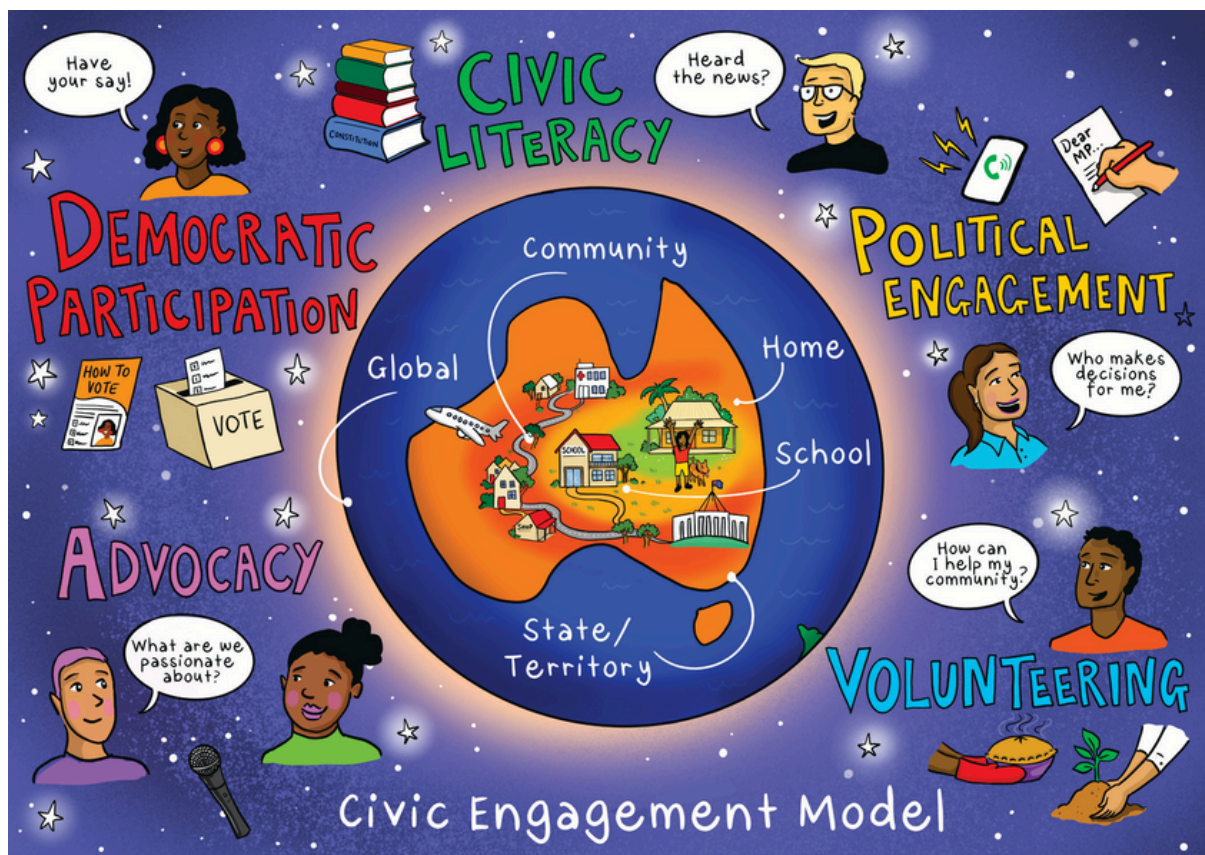 Have
your say!
CONSTITUTION
CIVIC
LITERACY
Heard
the news?
Dear
MP...
DEMOCRATIC
PARTICIPATION
POLITICAL
ENGAGEMENT
HOW TO
VOTE
VOTE
Who makes
decisions
for me?
Community
Global
Home
School
SCHOOL
SHOP
State/
Territory
ADVOCACY
What are we
passionate
about?
How can
I help my
community?
VOLUNTEERING
Civic Engagement Model